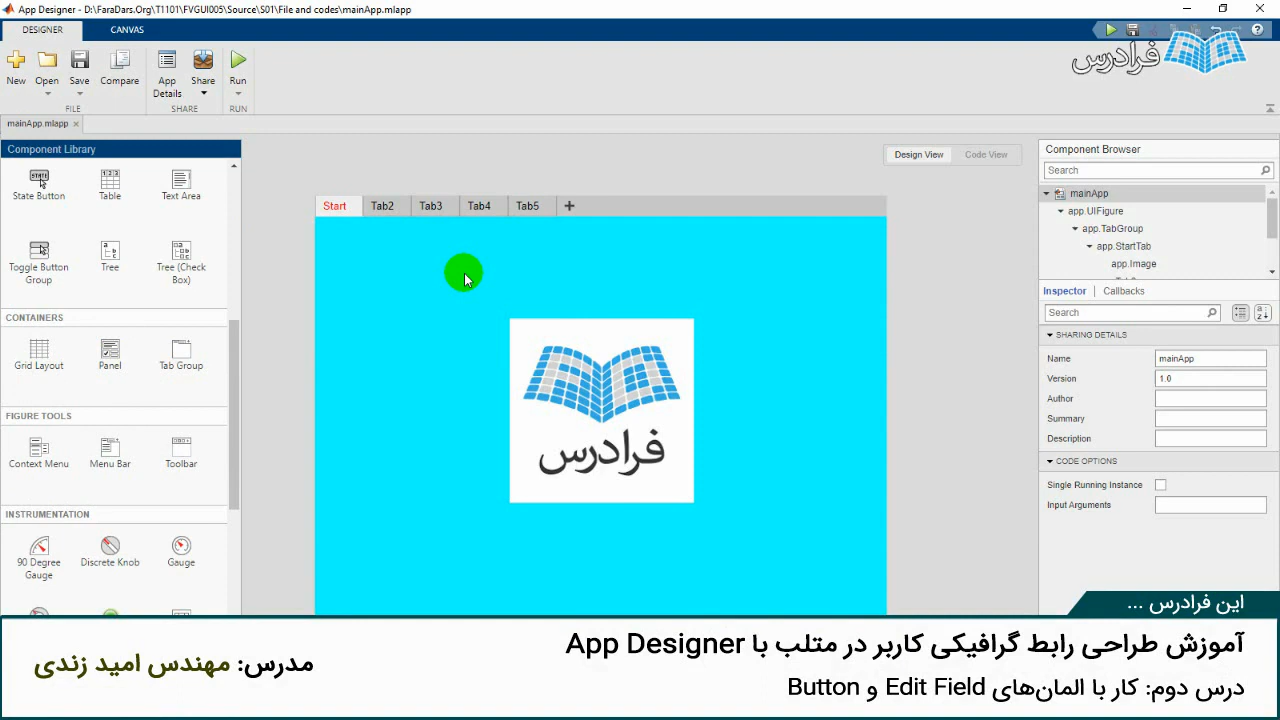 App Designer - D:\FaraDars.Org\T1101\FVGUI005\Source\S01\File and codes\mainApp.mlapp
DESIGNER
CANVAS
New
Open
Save
Compare
App Details
Share
Run
FILE
SHARE
RUN
فرادرس
mainApp.mlapp
Component Library
State Button
Table
Text Area
Toggle Button Group
Tree
Tree (Check Box)
CONTAINERS
Grid Layout
Panel
Tab Group
FIGURE TOOLS
Context Menu
Menu Bar
Toolbar
INSTRUMENTATION
90 Degree Gauge
Discrete Knob
Gauge
Design View
Code View
Start
Tab2
Tab3
Tab4
Tab5
فرادرس
Component Browser
Search
mainApp
app.UIFigure
app.TabGroup
app.StartTab
app.Image
Inspector
Callbacks
Search
SHARING DETAILS
Name mainApp
Version 1.0
Author
Summary
Description
CODE OPTIONS
Single Running Instance
Input Arguments
این فرادرس ...
آموزش طراحی رابط گرافیکی کاربر در متلب با App Designer
درس دوم: کار با المان‌های Edit Field و Button
مدرس: مهندس امید زندی